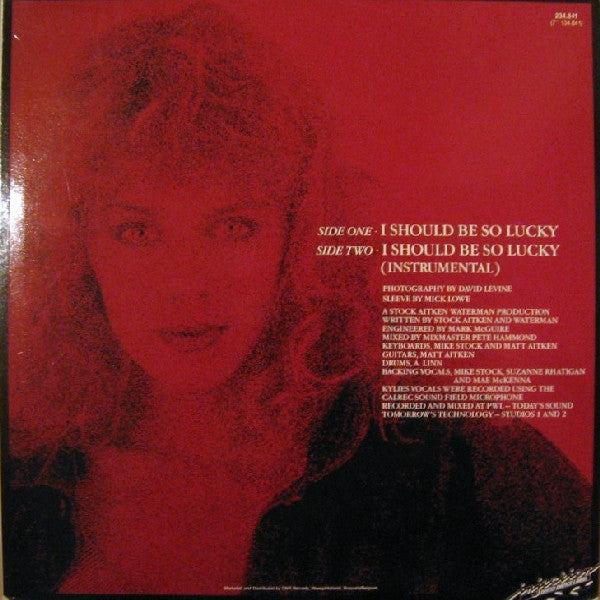 SIDE ONE · I SHOULD BE SO LUCKY
SIDE TWO · I SHOULD BE SO LUCKY
(INSTRUMENTAL)
PHOTOGRAPHY BY DAVID LEVINE
SLEEVE BY MICK LOWE
A STOCK AITKEN WATERMAN PRODUCTION
WRITTEN BY STOCK AITKEN AND WATERMAN
ENGINEERED BY MARK McGUIRE
MIXED BY MIXMASTER PETE HAMMOND
KEYBOARDS, MIKE STOCK AND MATT AITKEN
GUITARS, MATT AITKEN
DRUMS, A. LINN
BACKING VOCALS, MIKE STOCK, SUZANNE RHATIGAN
AND MAE McKENNA
KYLIES VOCALS WERE RECORDED USING THE
CALREC SOUND FIELD MICROPHONE
RECORDED AND MIXED AT PWL – TODAY'S SOUND
TOMORROW'S TECHNOLOGY – STUDIOS 1 AND 2